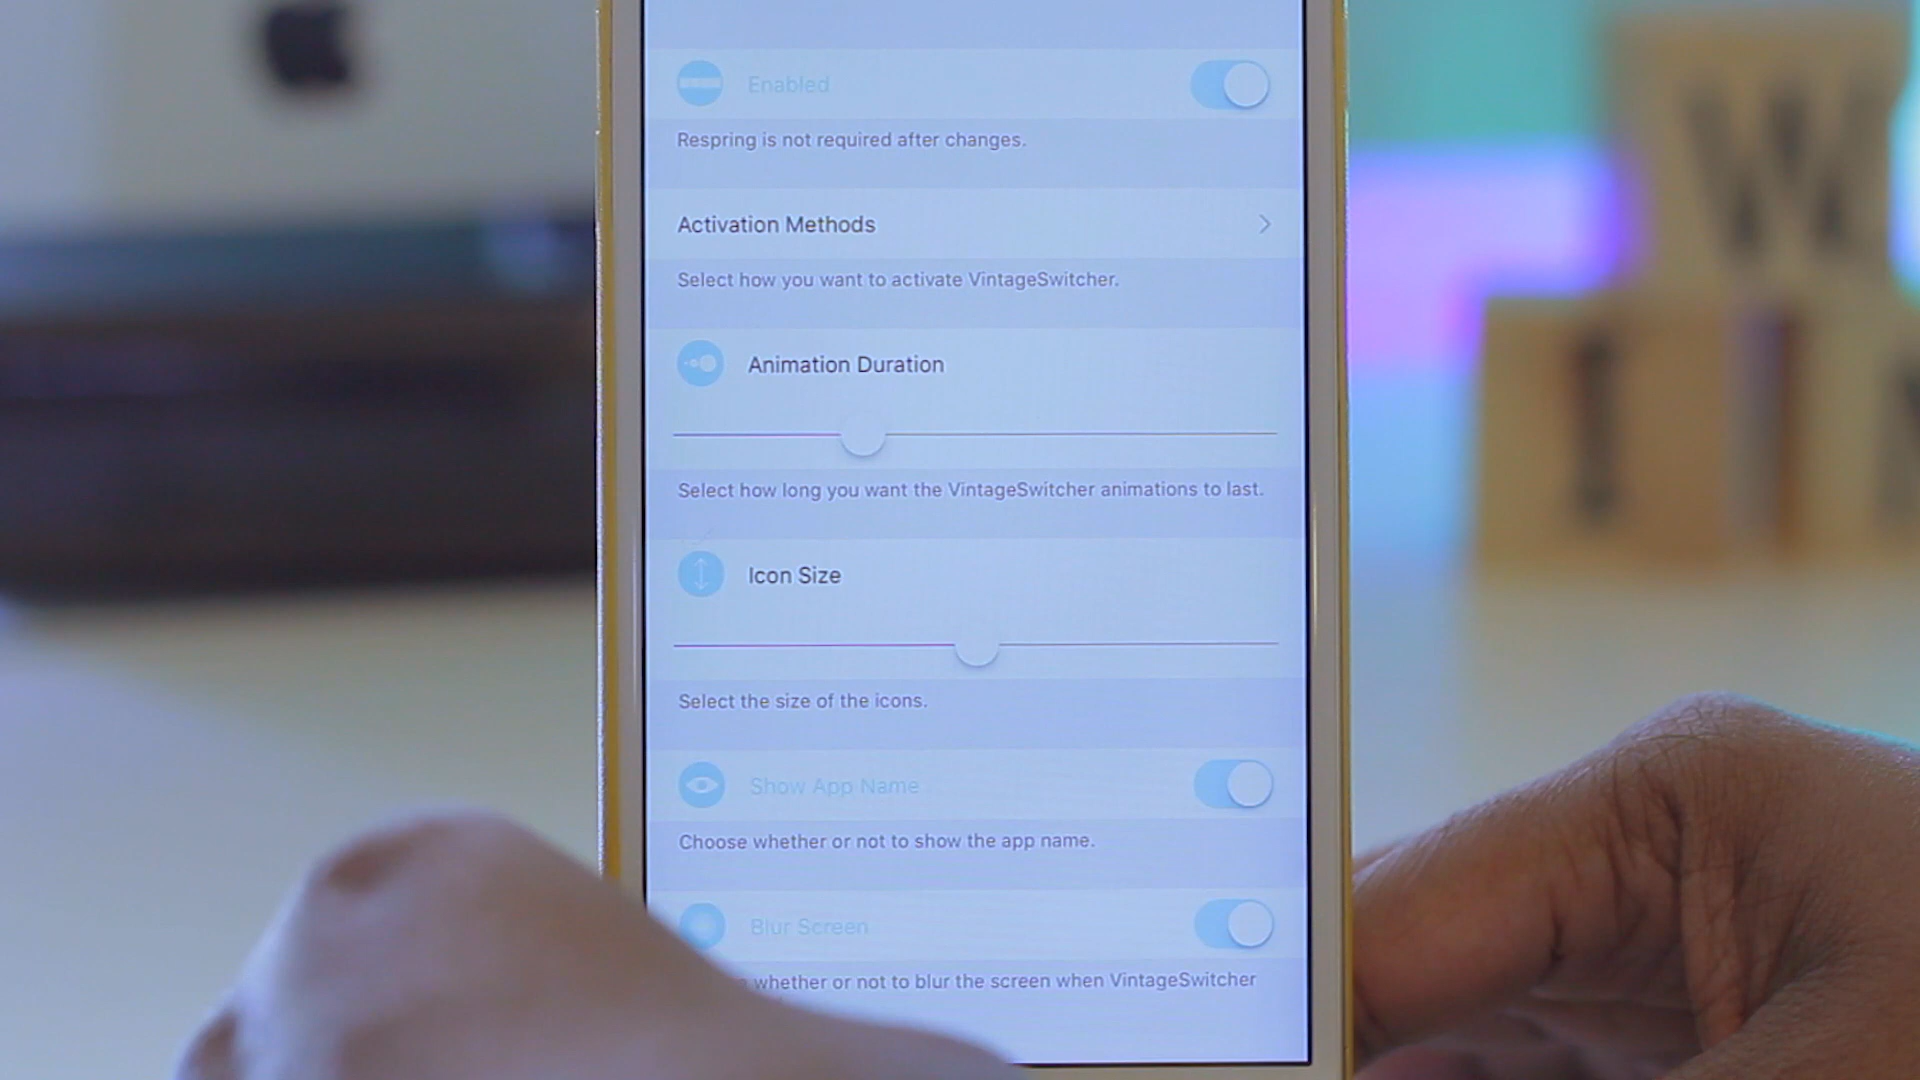 Enabled
Respring is not required after changes.
Activation Methods
Select how you want to activate VintageSwitcher.
Animation Duration
Select how long you want the VintageSwitcher animations to last.
Icon Size
Select the size of the icons.
Show App Name
Choose whether or not to show the app name.
Blur Screen
whether or not to blur the screen when VintageSwitcher
W